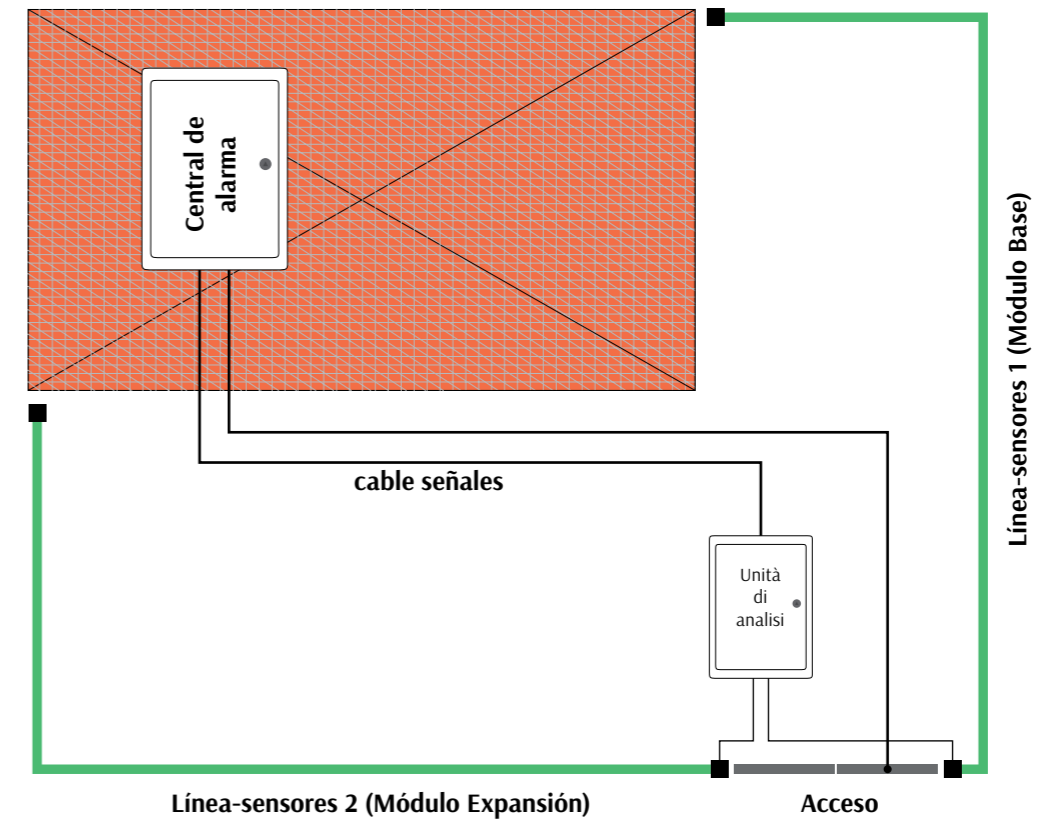 Central de
alarma
Línea-sensores 1 (Módulo Base)
cable señales
Unità
di
analisi
Línea-sensores 2 (Módulo Expansión)
Acceso